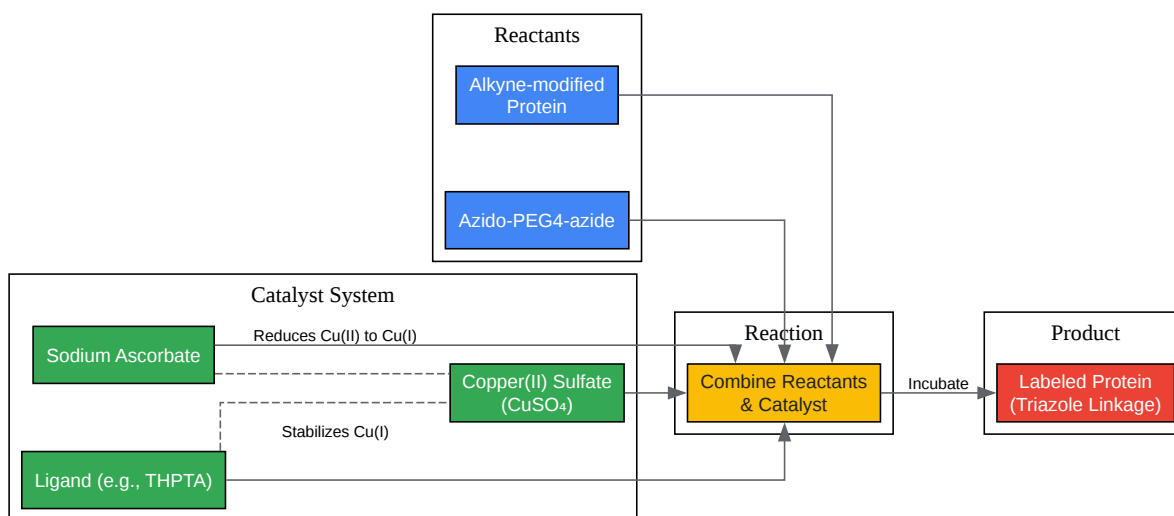 Reactants
Alkyne-modified
Protein
Azido-PEG4-azide
Catalyst System
Sodium Ascorbate
Reduces Cu(II) to Cu(I)
Copper(II) Sulfate
(CuSO₄)
Stabilizes Cu(I)
Ligand (e.g., THPTA)
Reaction
Combine Reactants
& Catalyst
Incubate
Product
Labeled Protein
(Triazole Linkage)